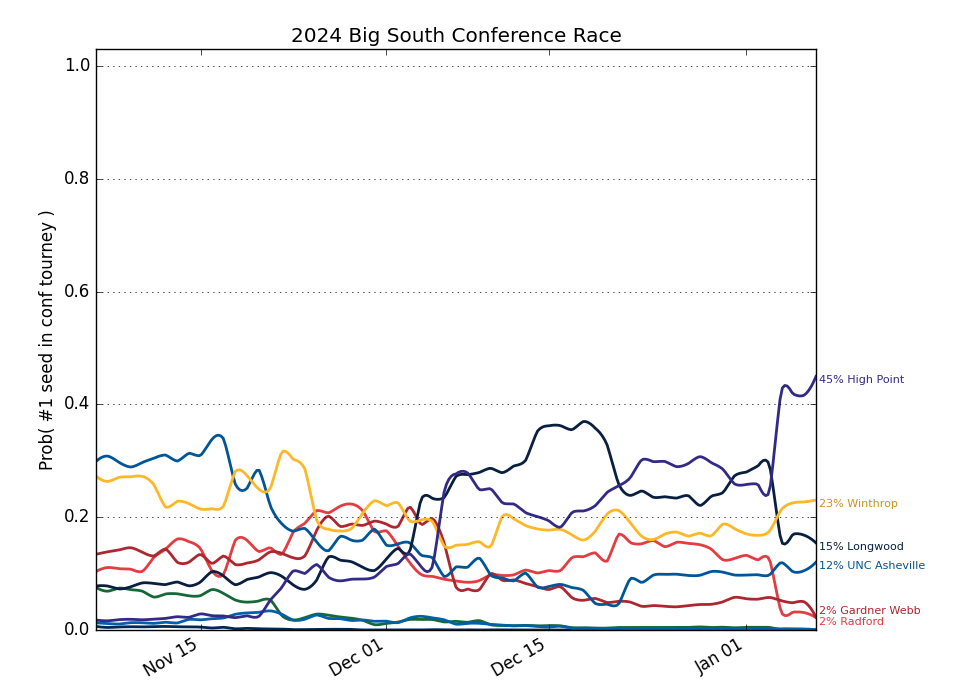 2024 Big South Conference Race
Prob( #1 seed in conf tourney )
1.0
0.8
0.6
0.4
0.2
0.0
45% High Point
23% Winthrop
15% Longwood
12% UNC Asheville
2% Gardner Webb
2% Radford
Nov 15
Dec 01
Dec 15
Jan 01